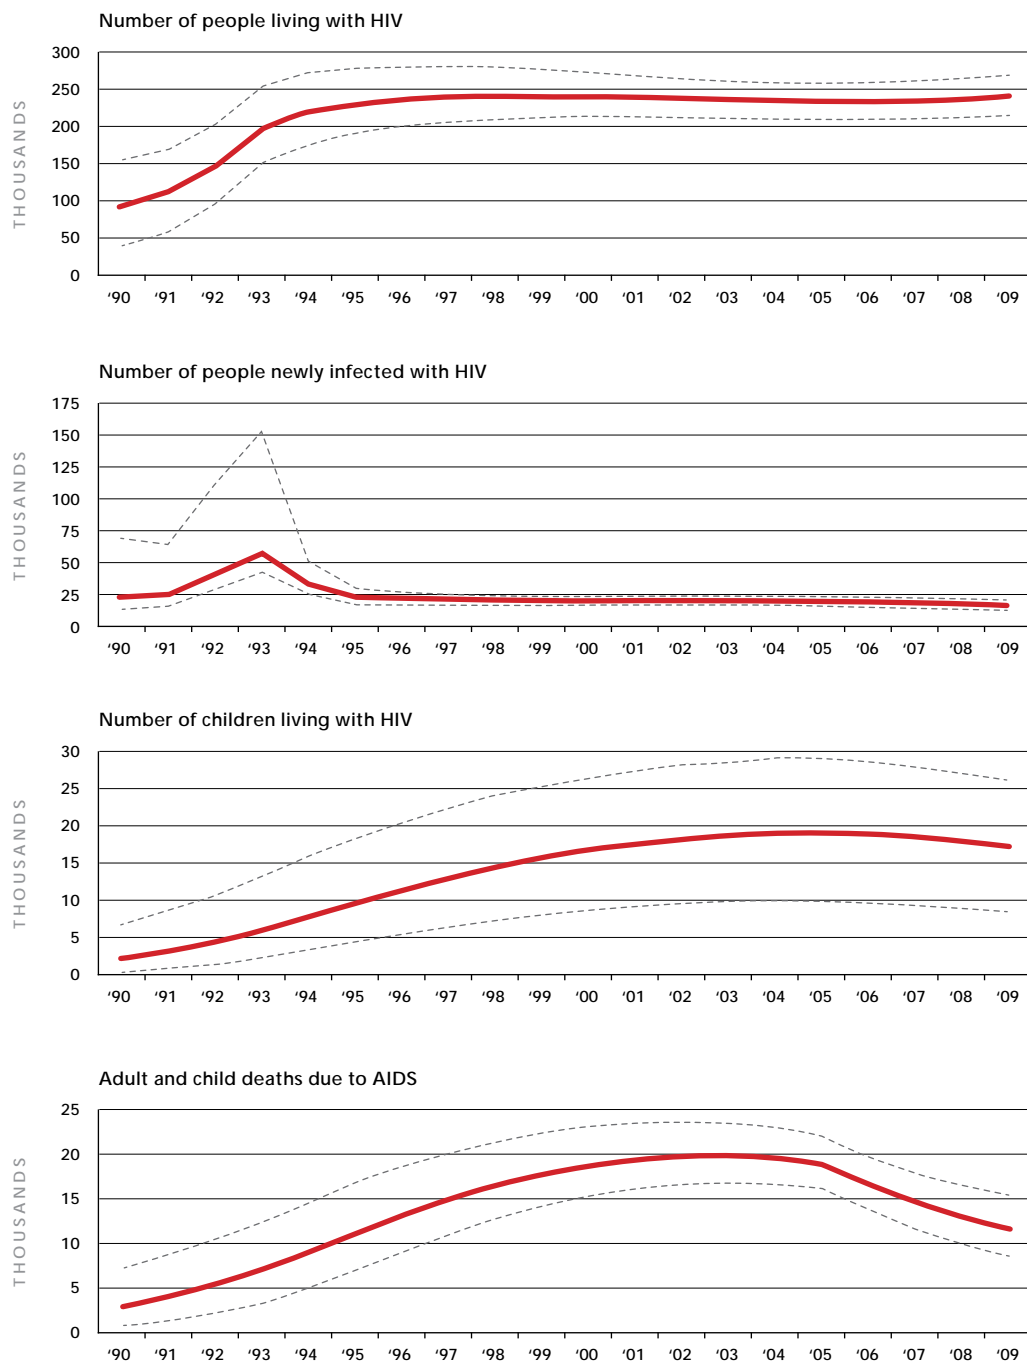 Number of people living with HIV
THOUSANDS
300
250
200
150
100
50
0
‘90 ‘91 ‘92 ‘93 ‘94 ‘95 ‘96 ‘97 ‘98 ‘99 ‘00 ‘01 ‘02 ‘03 ‘04 ‘05 ‘06 ‘07 ‘08 ‘09
Number of people newly infected with HIV
THOUSANDS
175
150
125
100
75
50
25
0
‘90 ‘91 ‘92 ‘93 ‘94 ‘95 ‘96 ‘97 ‘98 ‘99 ‘00 ‘01 ‘02 ‘03 ‘04 ‘05 ‘06 ‘07 ‘08 ‘09
Number of children living with HIV
THOUSANDS
30
25
20
15
10
5
0
‘90 ‘91 ‘92 ‘93 ‘94 ‘95 ‘96 ‘97 ‘98 ‘99 ‘00 ‘01 ‘02 ‘03 ‘04 ‘05 ‘06 ‘07 ‘08 ‘09
Adult and child deaths due to AIDS
THOUSANDS
25
20
15
10
5
0
‘90 ‘91 ‘92 ‘93 ‘94 ‘95 ‘96 ‘97 ‘98 ‘99 ‘00 ‘01 ‘02 ‘03 ‘04 ‘05 ‘06 ‘07 ‘08 ‘09